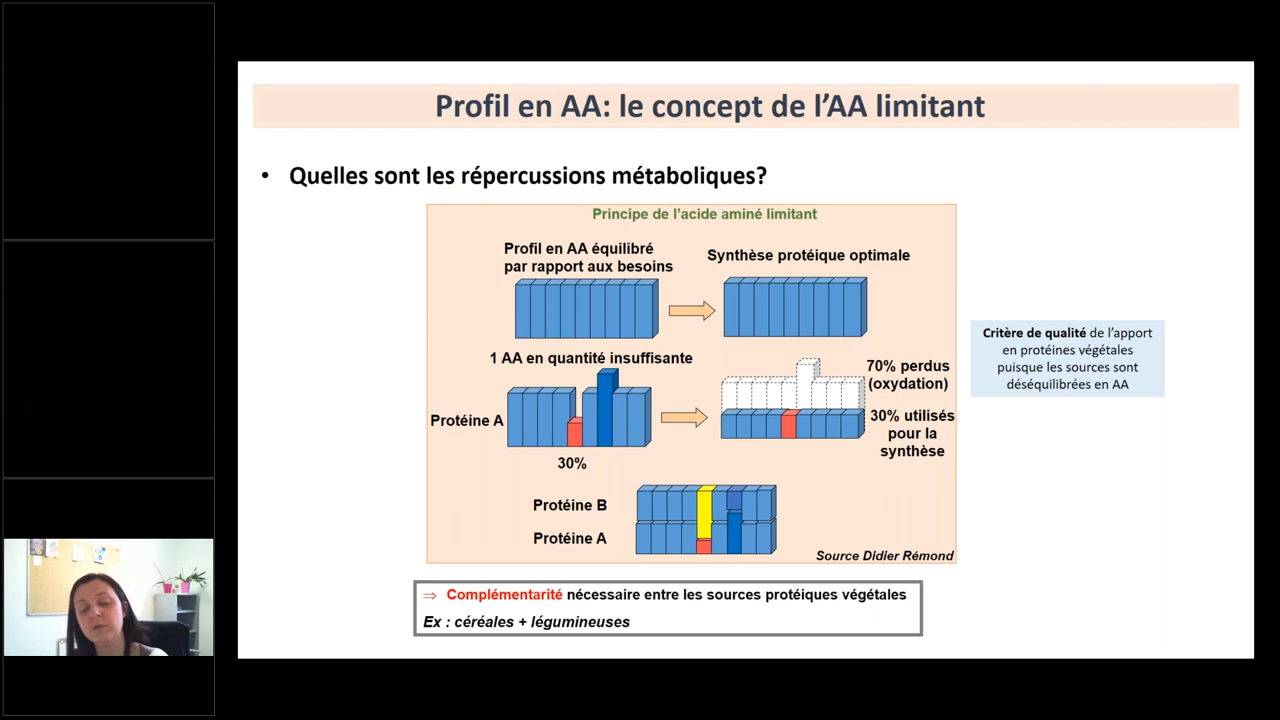 Profil en AA: le concept de l’AA limitant
• Quelles sont les répercussions métaboliques?
Principe de l’acide aminé limitant
Profil en AA équilibré
par rapport aux besoins
Synthèse protéique optimale
1 AA en quantité insuffisante
70% perdus
(oxydation)
Protéine A
30% utilisés
pour la
synthèse
30%
Protéine B
Protéine A
Source Didier Rémond
Critère de qualité de l’apport
en protéines végétales
puisque les sources sont
déséquilibrées en AA
⇒ Complémentarité nécessaire entre les sources protéiques végétales
Ex : céréales + légumineuses